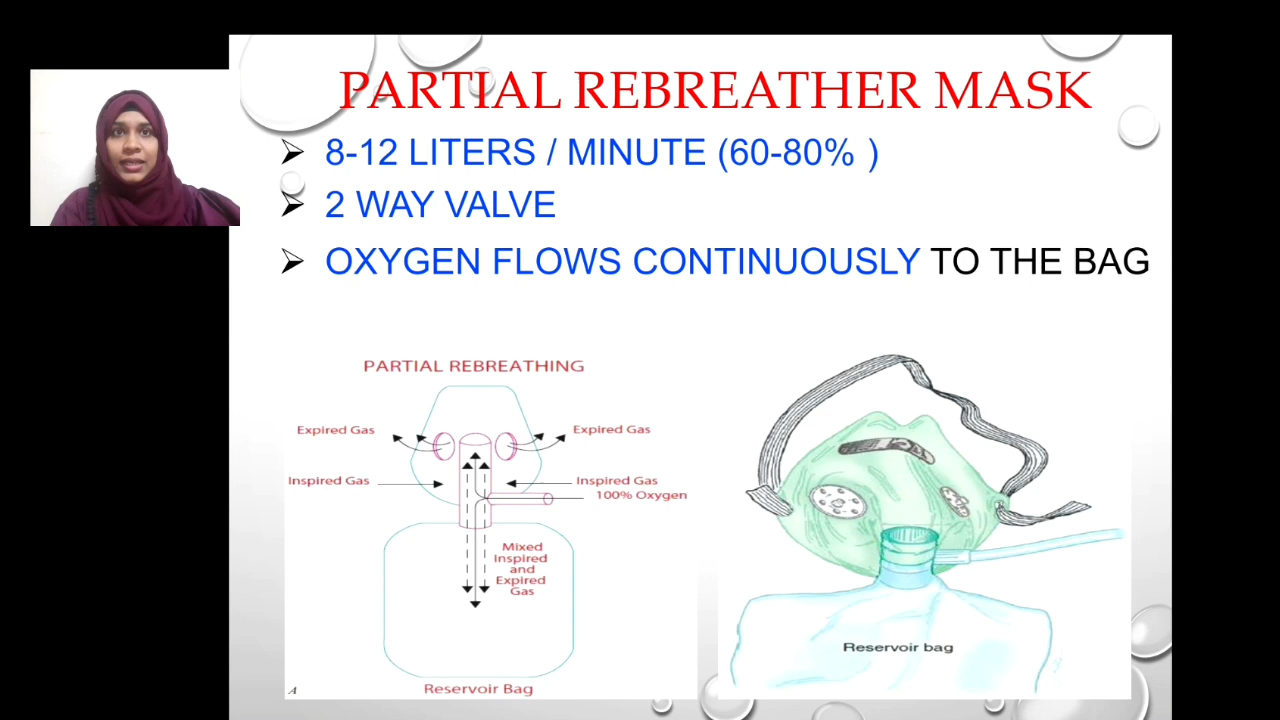 PARTIAL REBREATHER MASK
8-12 LITERS / MINUTE (60-80% )
2 WAY VALVE
OXYGEN FLOWS CONTINUOUSLY TO THE BAG
PARTIAL REBREATHING
Expired Gas
Expired Gas
Inspired Gas
Inspired Gas
100% Oxygen
Mixed
Inspired
and
Expired
Gas
Reservoir Bag
A
Reservoir bag